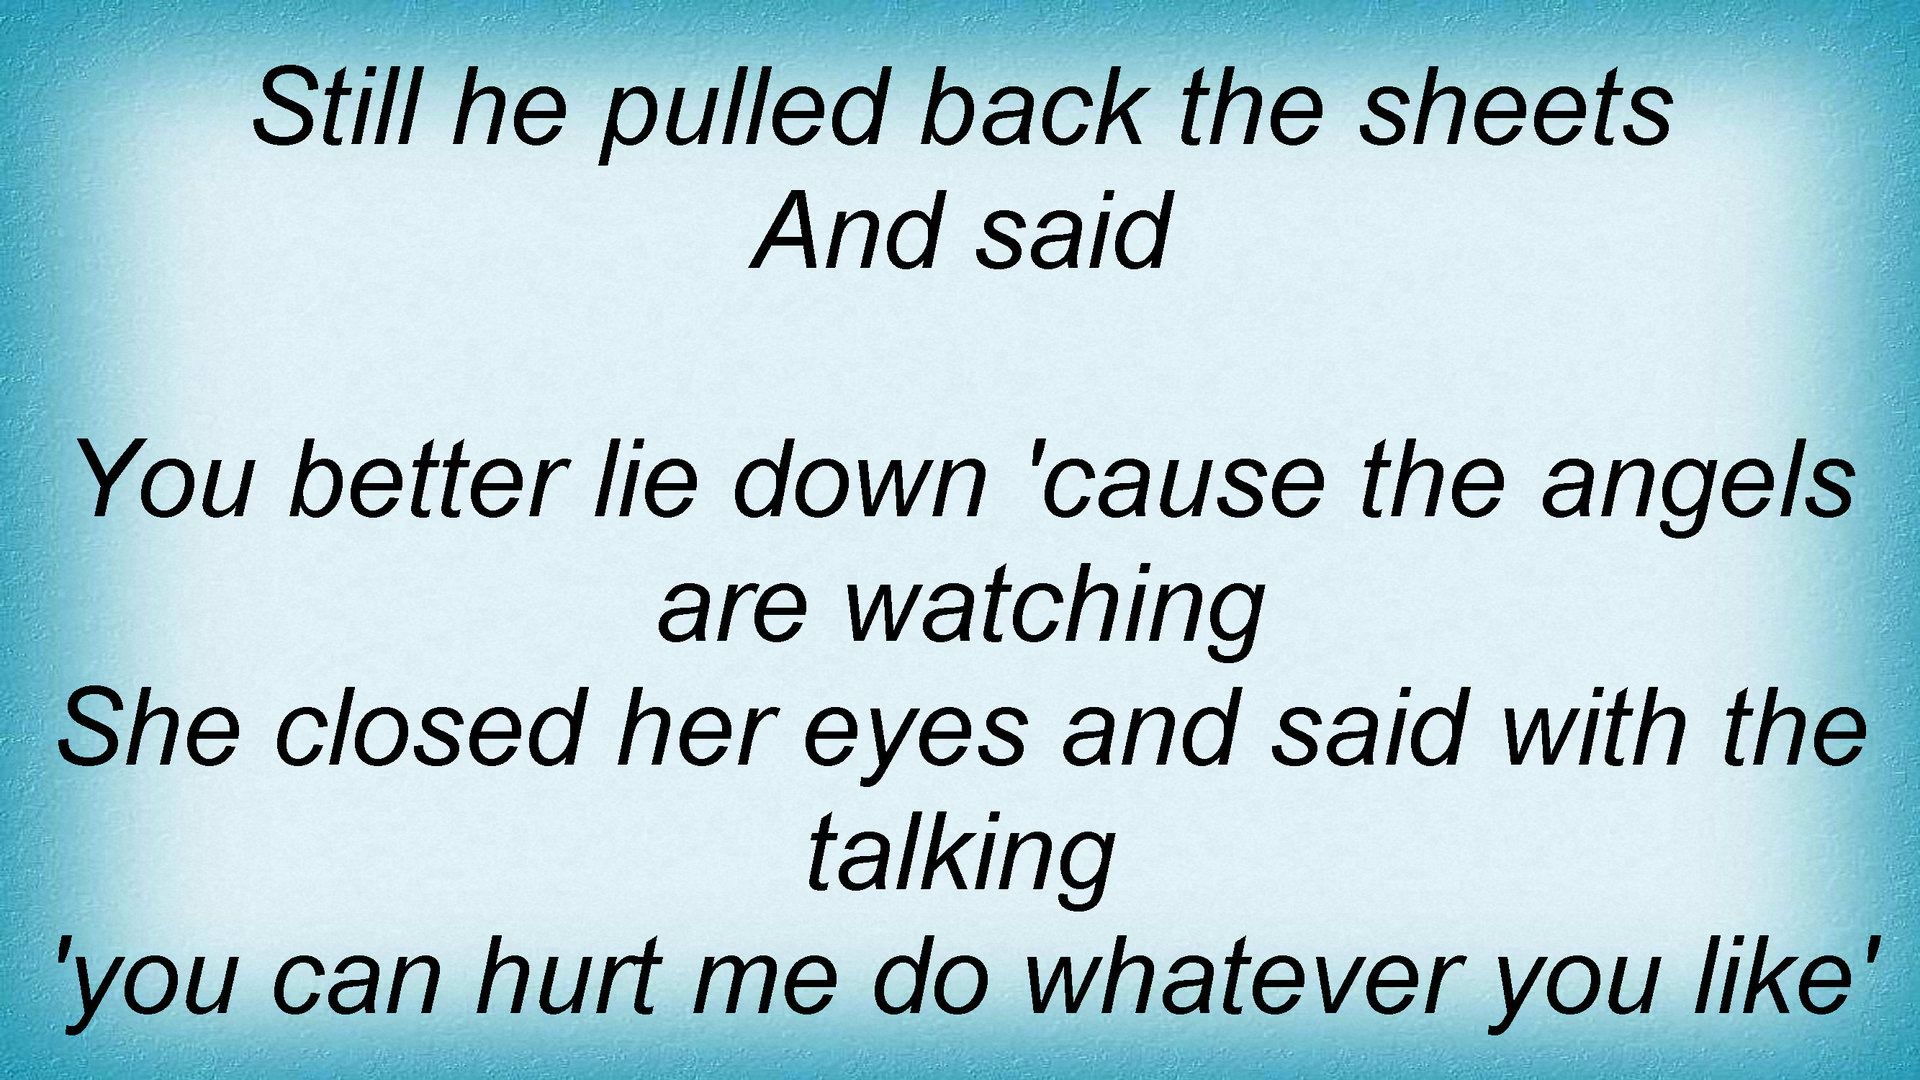 Still he pulled back the sheets
And said
You better lie down 'cause the angels
are watching
She closed her eyes and said with the
talking
'you can hurt me do whatever you like'